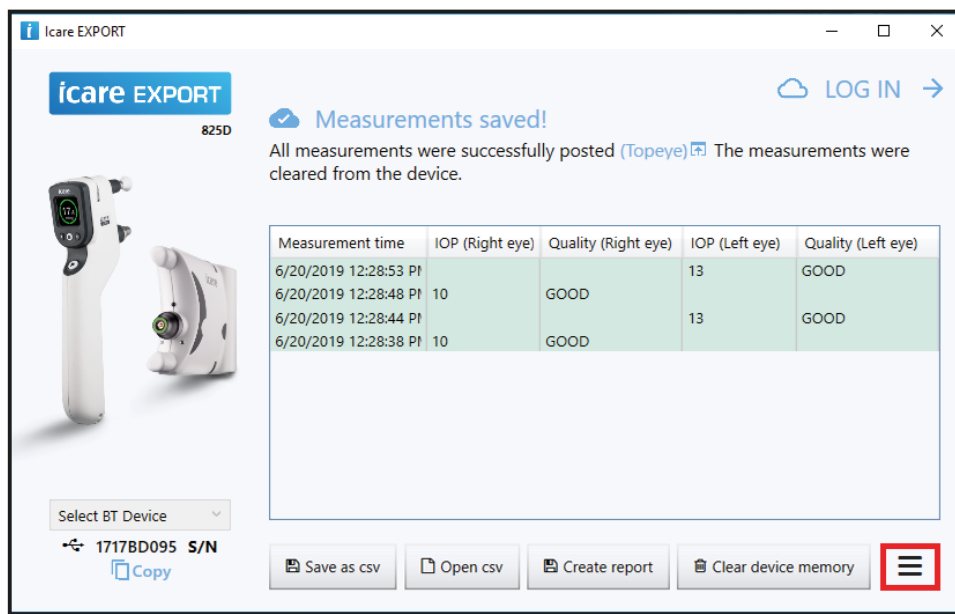 Icare EXPORT
icare EXPORT
825D
LOG IN
Measurements saved!
All measurements were successfully posted (Topeye) The measurements were
cleared from the device.
Measurement time IOP (Right eye) Quality (Right eye) IOP (Left eye) Quality (Left eye)
6/20/2019 12:28:53 PM 13 GOOD
6/20/2019 12:28:48 PM 10 GOOD
6/20/2019 12:28:44 PM 13 GOOD
6/20/2019 12:28:38 PM 10 GOOD
Select BT Device
1717BD095 S/N
Copy
Save as csv Open csv Create report Clear device memory